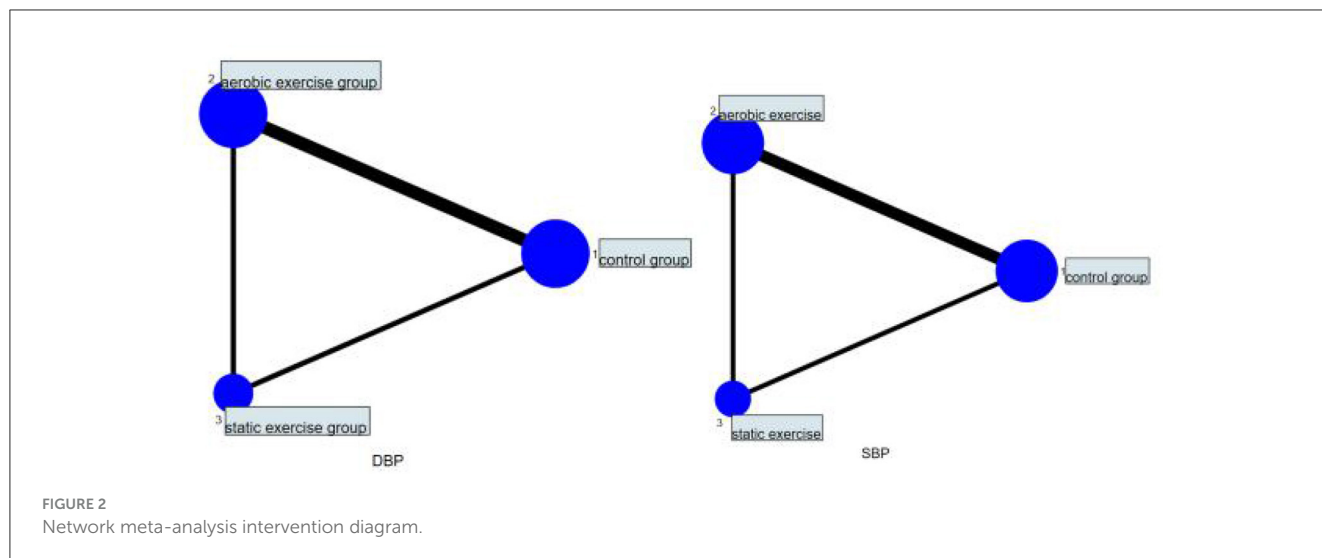 2 aerobic exercise group
1 control group
3 static exercise group
DBP
2 aerobic exercise
1 control group
3 static exercise
SBP
FIGURE 2
Network meta-analysis intervention diagram.